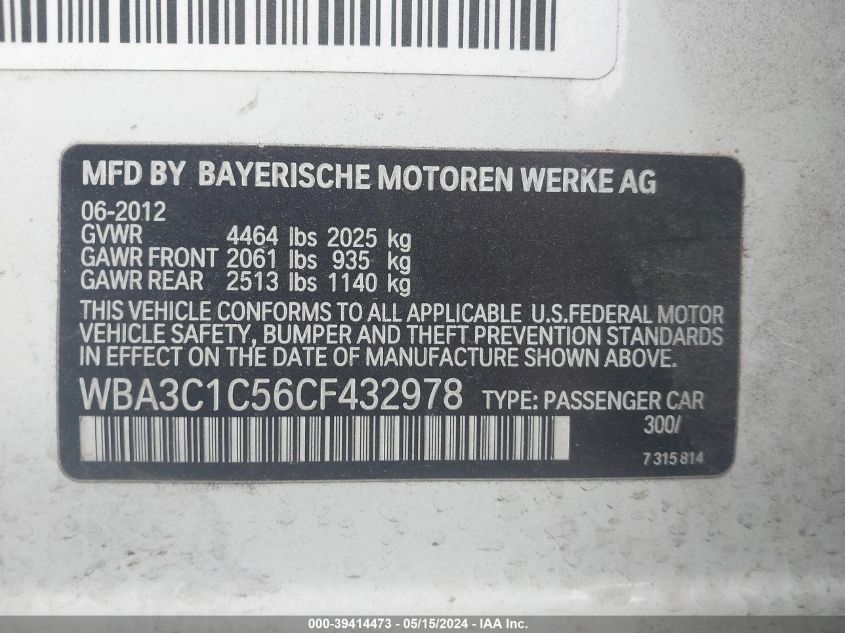 MFD BY BAYERISCHE MOTOREN WERKE AG
06-2012
GVWR 4464 lbs 2025 kg
GAWR FRONT 2061 lbs 935 kg
GAWR REAR 2513 lbs 1140 kg
THIS VEHICLE CONFORMS TO ALL APPLICABLE U.S.FEDERAL MOTOR
VEHICLE SAFETY, BUMPER AND THEFT PREVENTION STANDARDS
IN EFFECT ON THE DATE OF MANUFACTURE SHOWN ABOVE.
WBA3C1C56CF432978 TYPE: PASSENGER CAR
300/
7 315 814
000-39414473 - 05/15/2024 - IAA Inc.